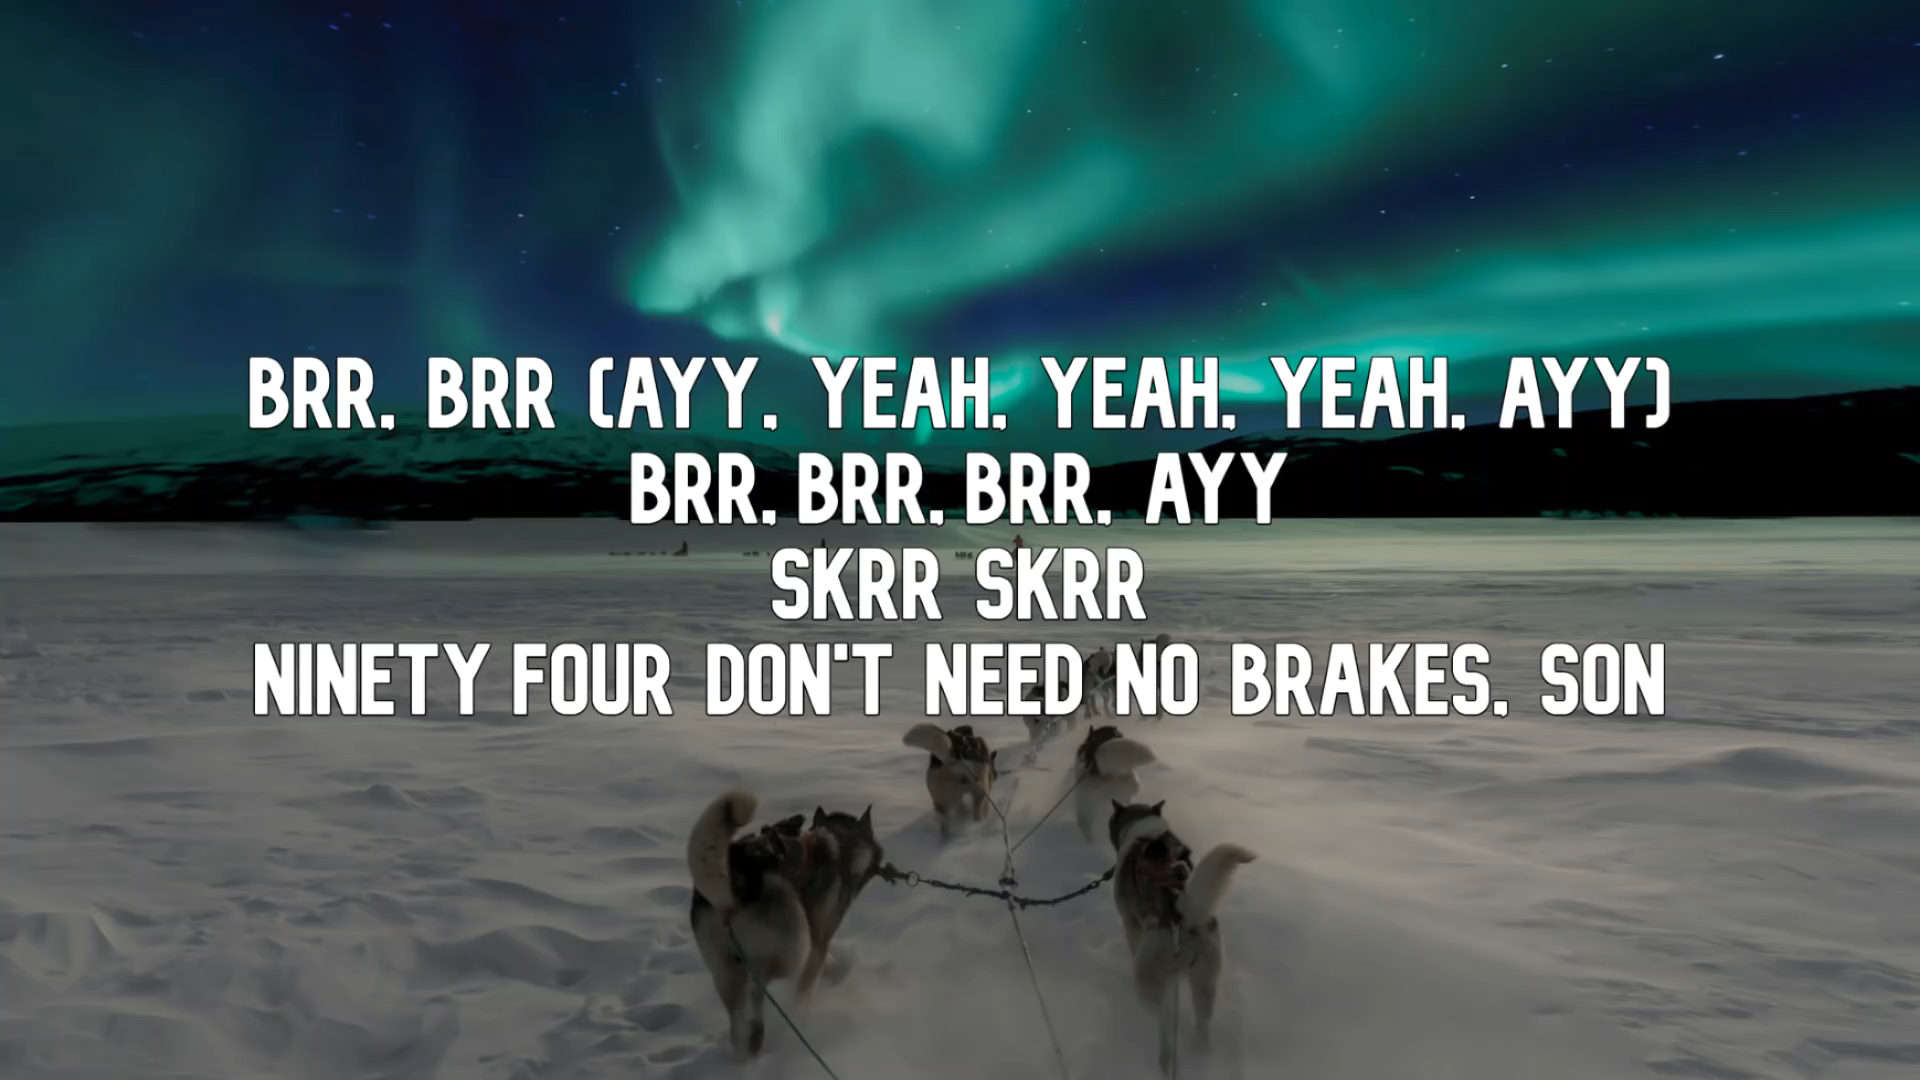 BRR, BRR (AYY, YEAH, YEAH, YEAH, AYY)
BRR, BRR, BRR, AYY
SKRR SKRR
NINETY FOUR DON'T NEED NO BRAKES, SON